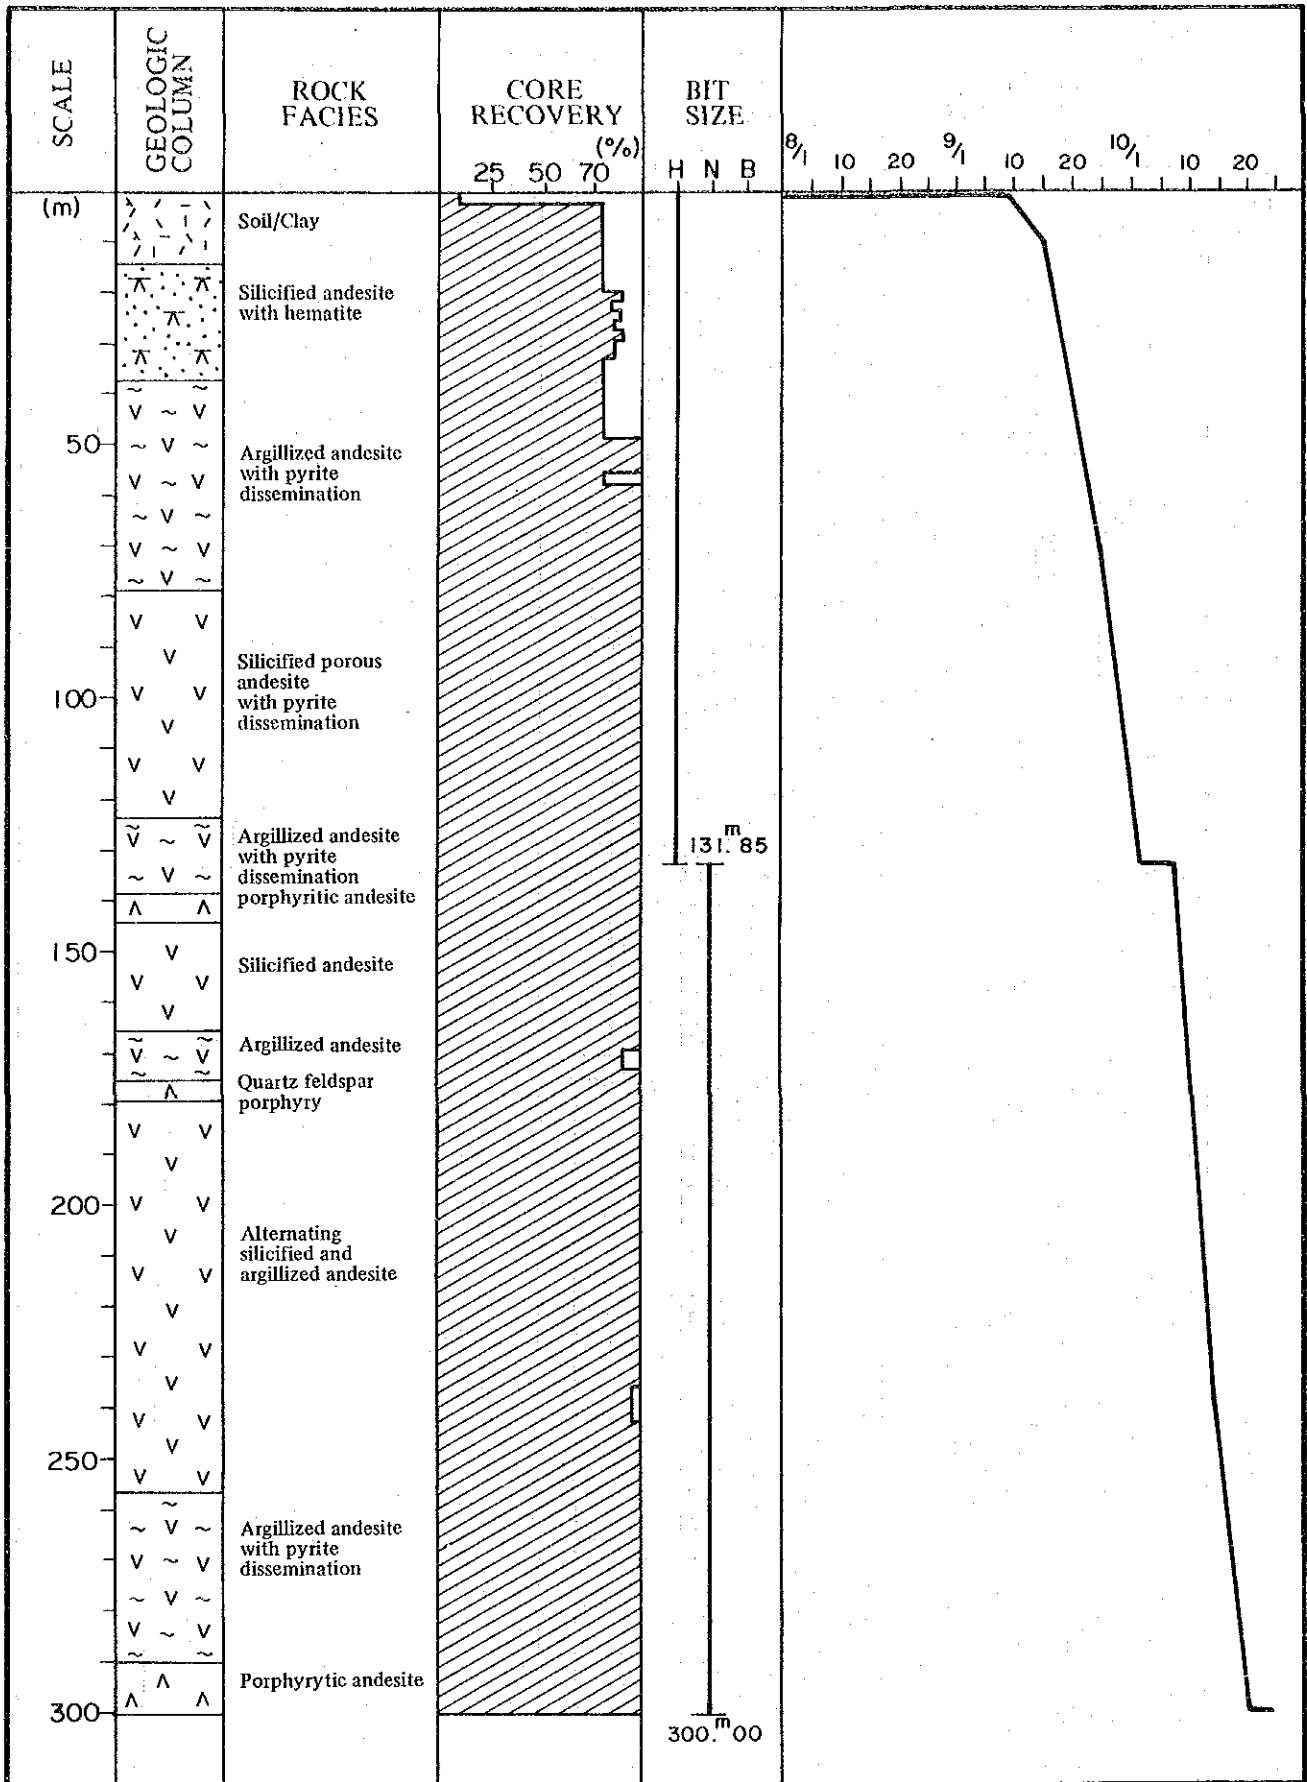 SCALE
GEOLOGIC
COLUMN
ROCK
FACIES
CORE
RECOVERY
(%)
25 50 70
BIT
SIZE
H N B
8/1 10 20 9/1 10 20 10/1 10 20
(m)
Soil/Clay
Silicified andesite
with hematite
50
Argillized andesite
with pyrite
dissemination
100
Silicified porous
andesite
with pyrite
dissemination
131.m85
Argillized andesite
with pyrite
dissemination
porphyritic andesite
150
Silicified andesite
Argillized andesite
Quartz feldspar
porphyry
200
Alternating
silicified and
argillized andesite
250
Argillized andesite
with pyrite
dissemination
Porphyrytic andesite
300
300.m00